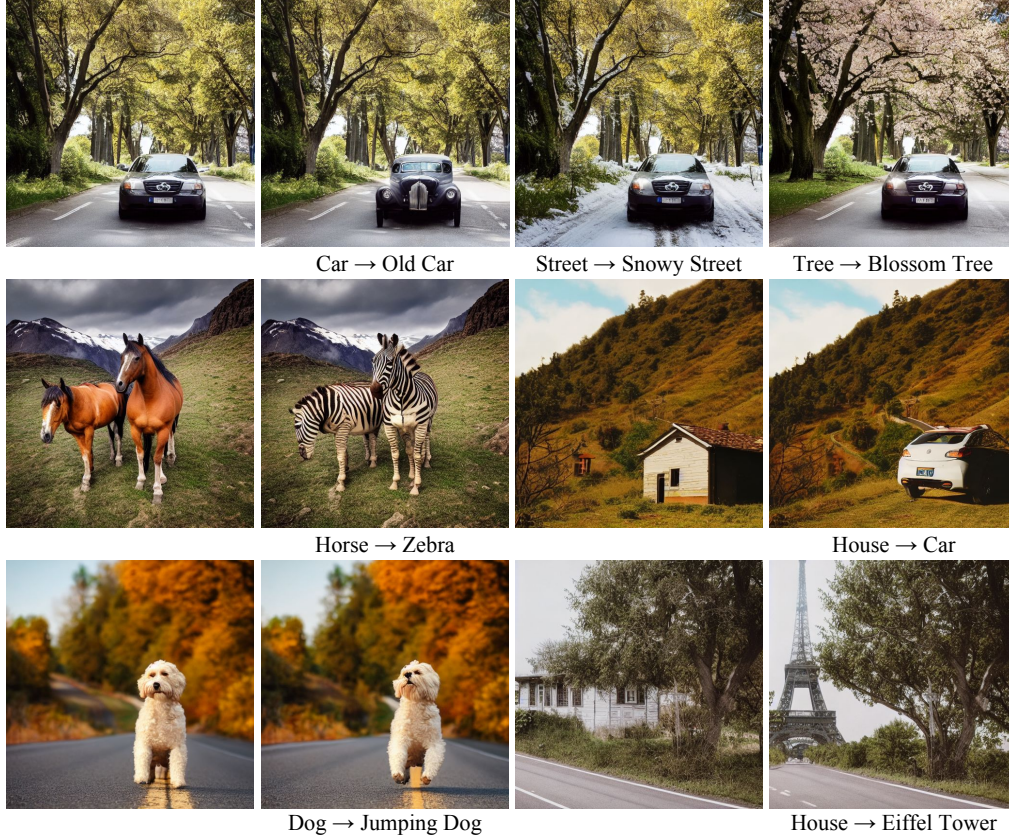 Car → Old Car
Street → Snowy Street
Tree → Blossom Tree
Horse → Zebra
House → Car
Dog → Jumping Dog
House → Eiffel Tower